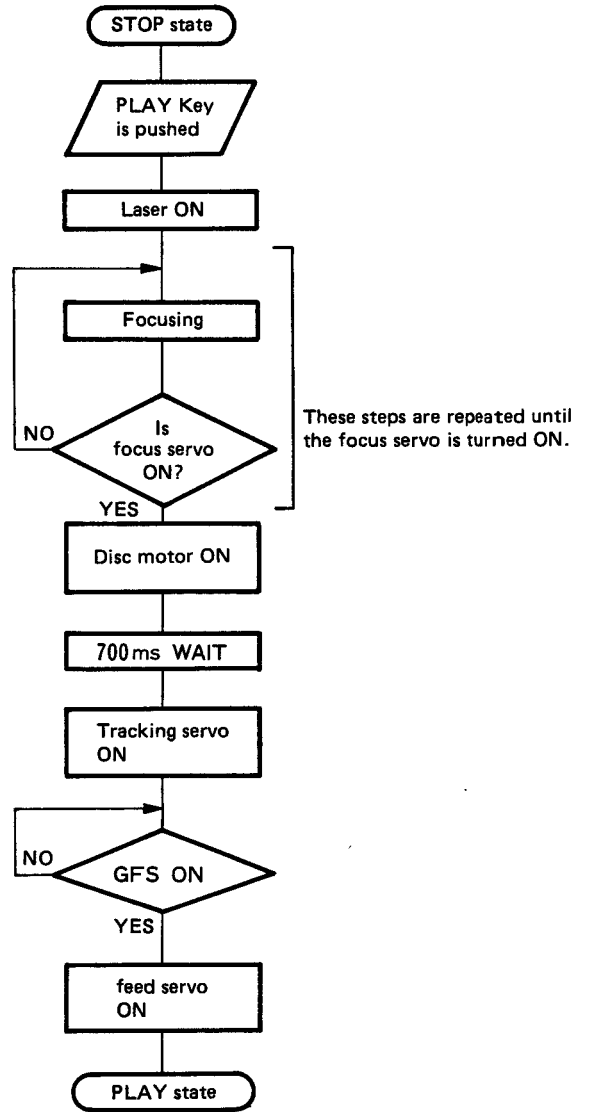 STOP state
PLAY Key
is pushed
Laser ON
Focusing
Is
focus servo
ON?
NO
These steps are repeated until
the focus servo is turned ON.
YES
Disc motor ON
700ms WAIT
Tracking servo
ON
NO
GFS ON
YES
feed servo
ON
PLAY state